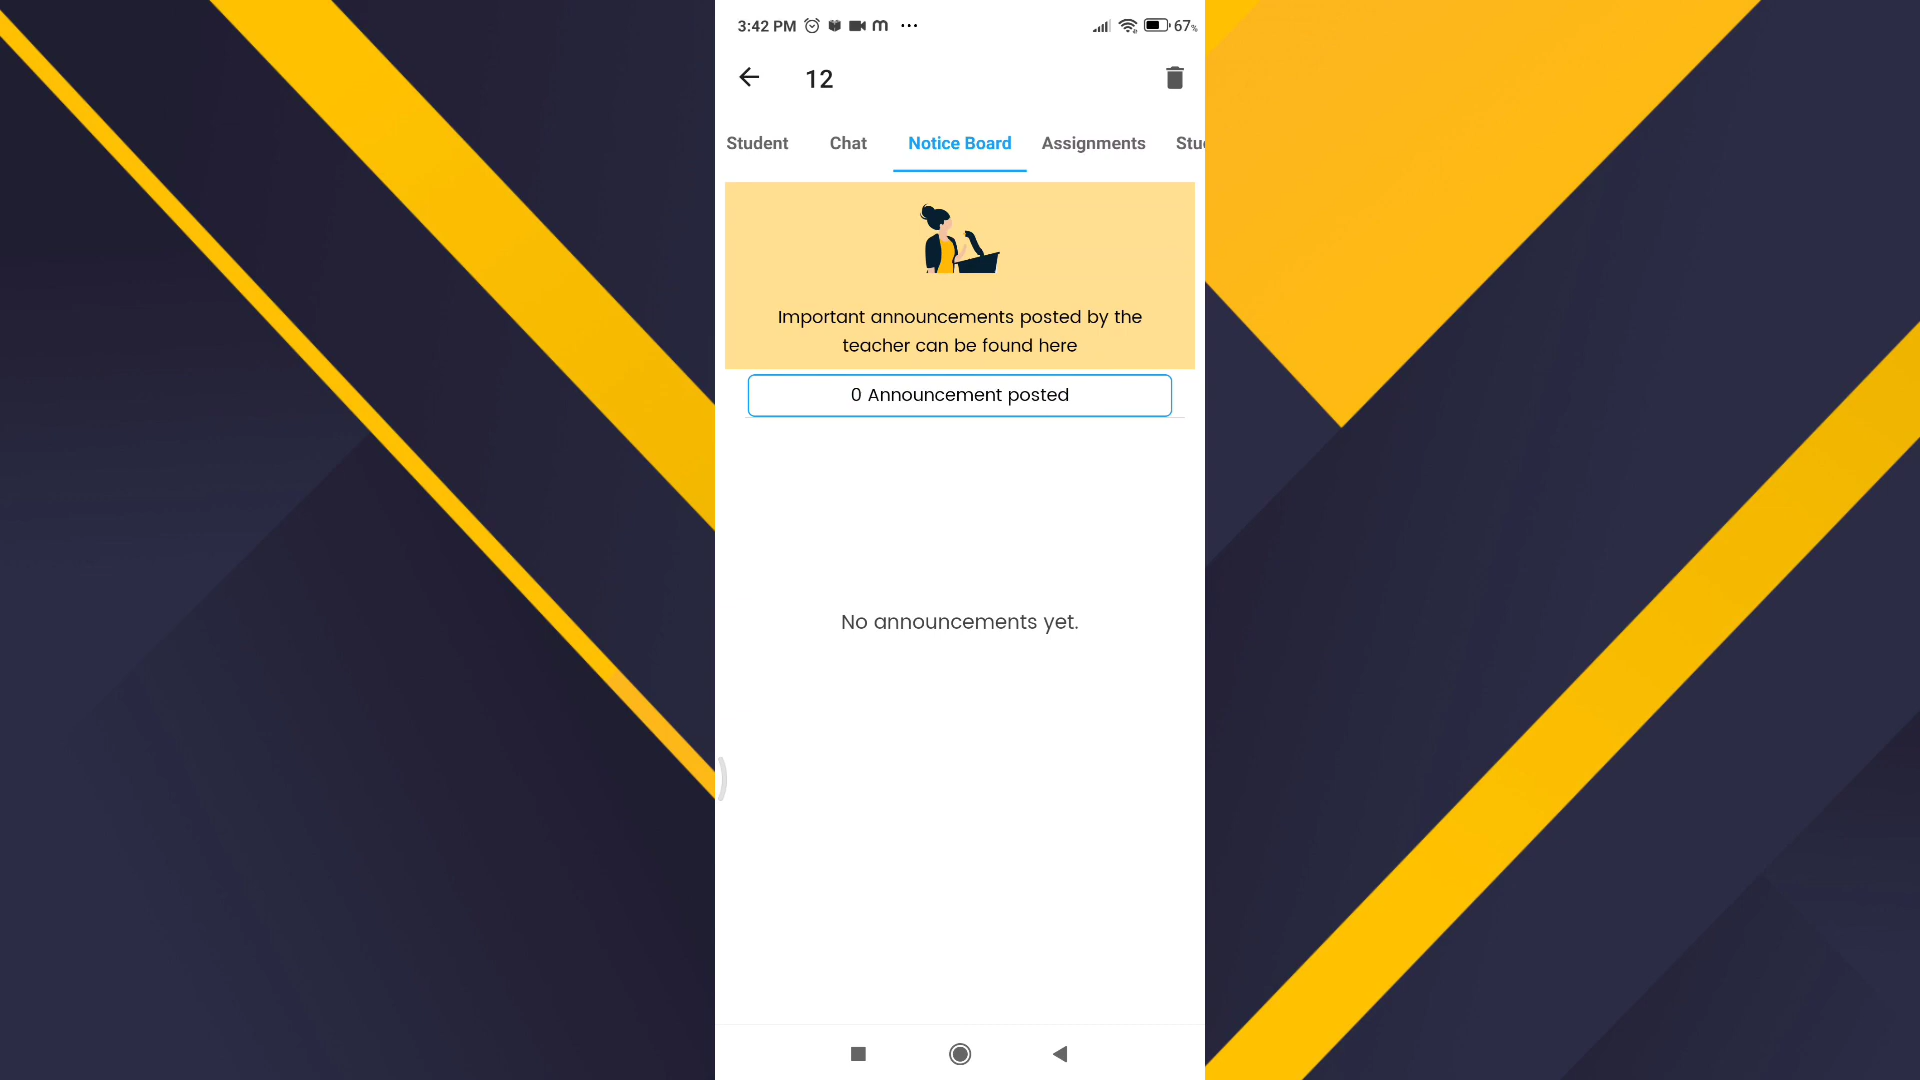 3:42 PM m ... 67%
12
Student Chat Notice Board Assignments Stu
Important announcements posted by the
teacher can be found here
0 Announcement posted
No announcements yet.